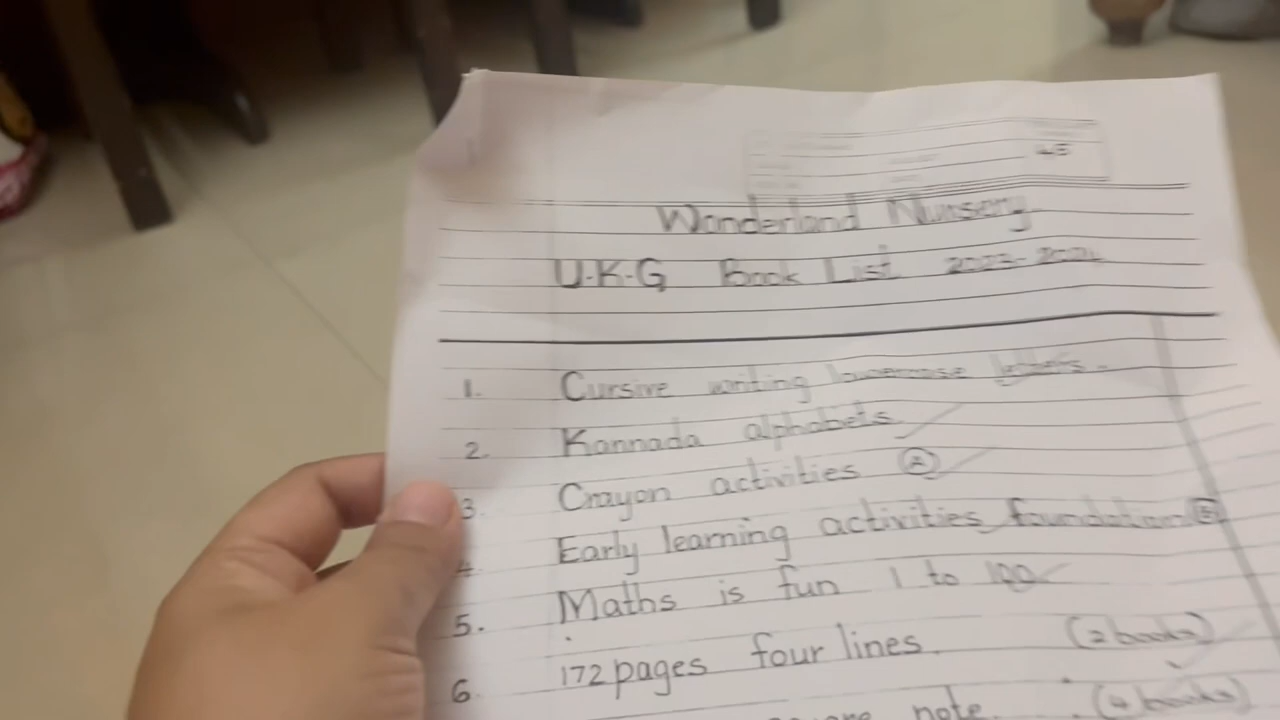 45
Wonderland Nursery
U-K-G Book List 2023-2024
1. Cursive writing lowercase letters.
2. Kannada alphabets
3. Crayon activities Ⓐ
4. Early learning activities foundation Ⓑ
5. Maths is fun 1 to 100
6 172 pages four lines. (2 books)
note. (4 books)